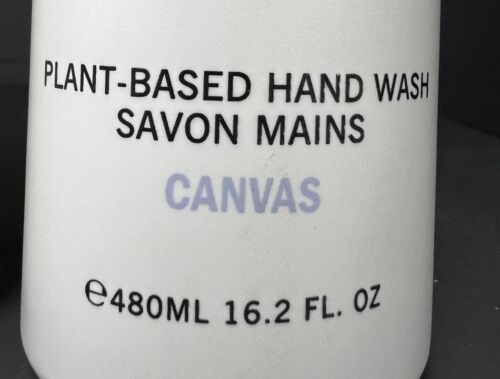 PLANT-BASED HAND WASH
SAVON MAINS
CANVAS
℮480ML 16.2 FL. OZ